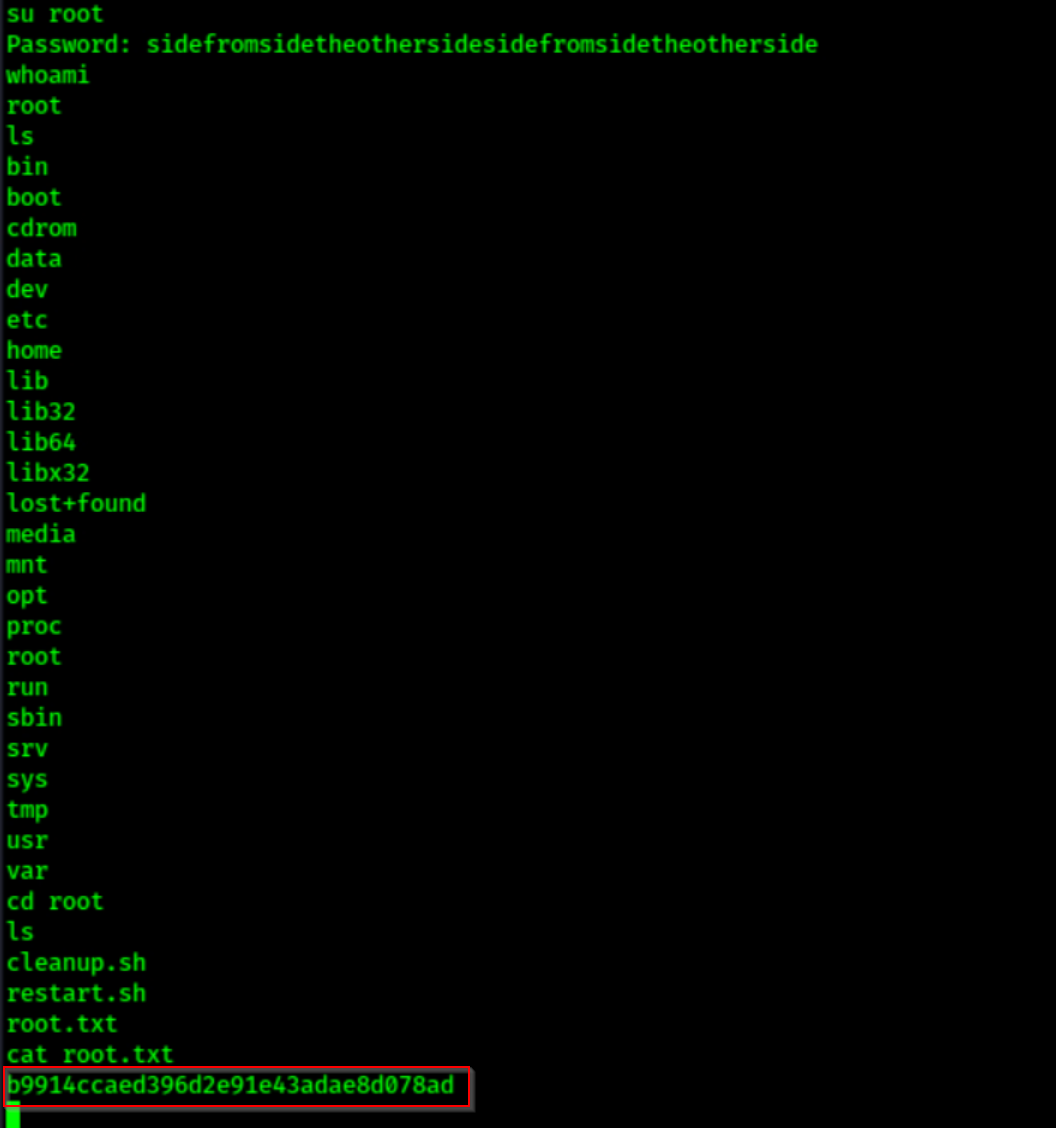 su root
Password: sidefromsidetheothersidesidefromsidetheotherside
whoami
root
ls
bin
boot
cdrom
data
dev
etc
home
lib
lib32
lib64
libx32
lost+found
media
mnt
opt
proc
root
run
sbin
srv
sys
tmp
usr
var
cd root
ls
cleanup.sh
restart.sh
root.txt
cat root.txt
b9914ccaed396d2e91e43adae8d078ad